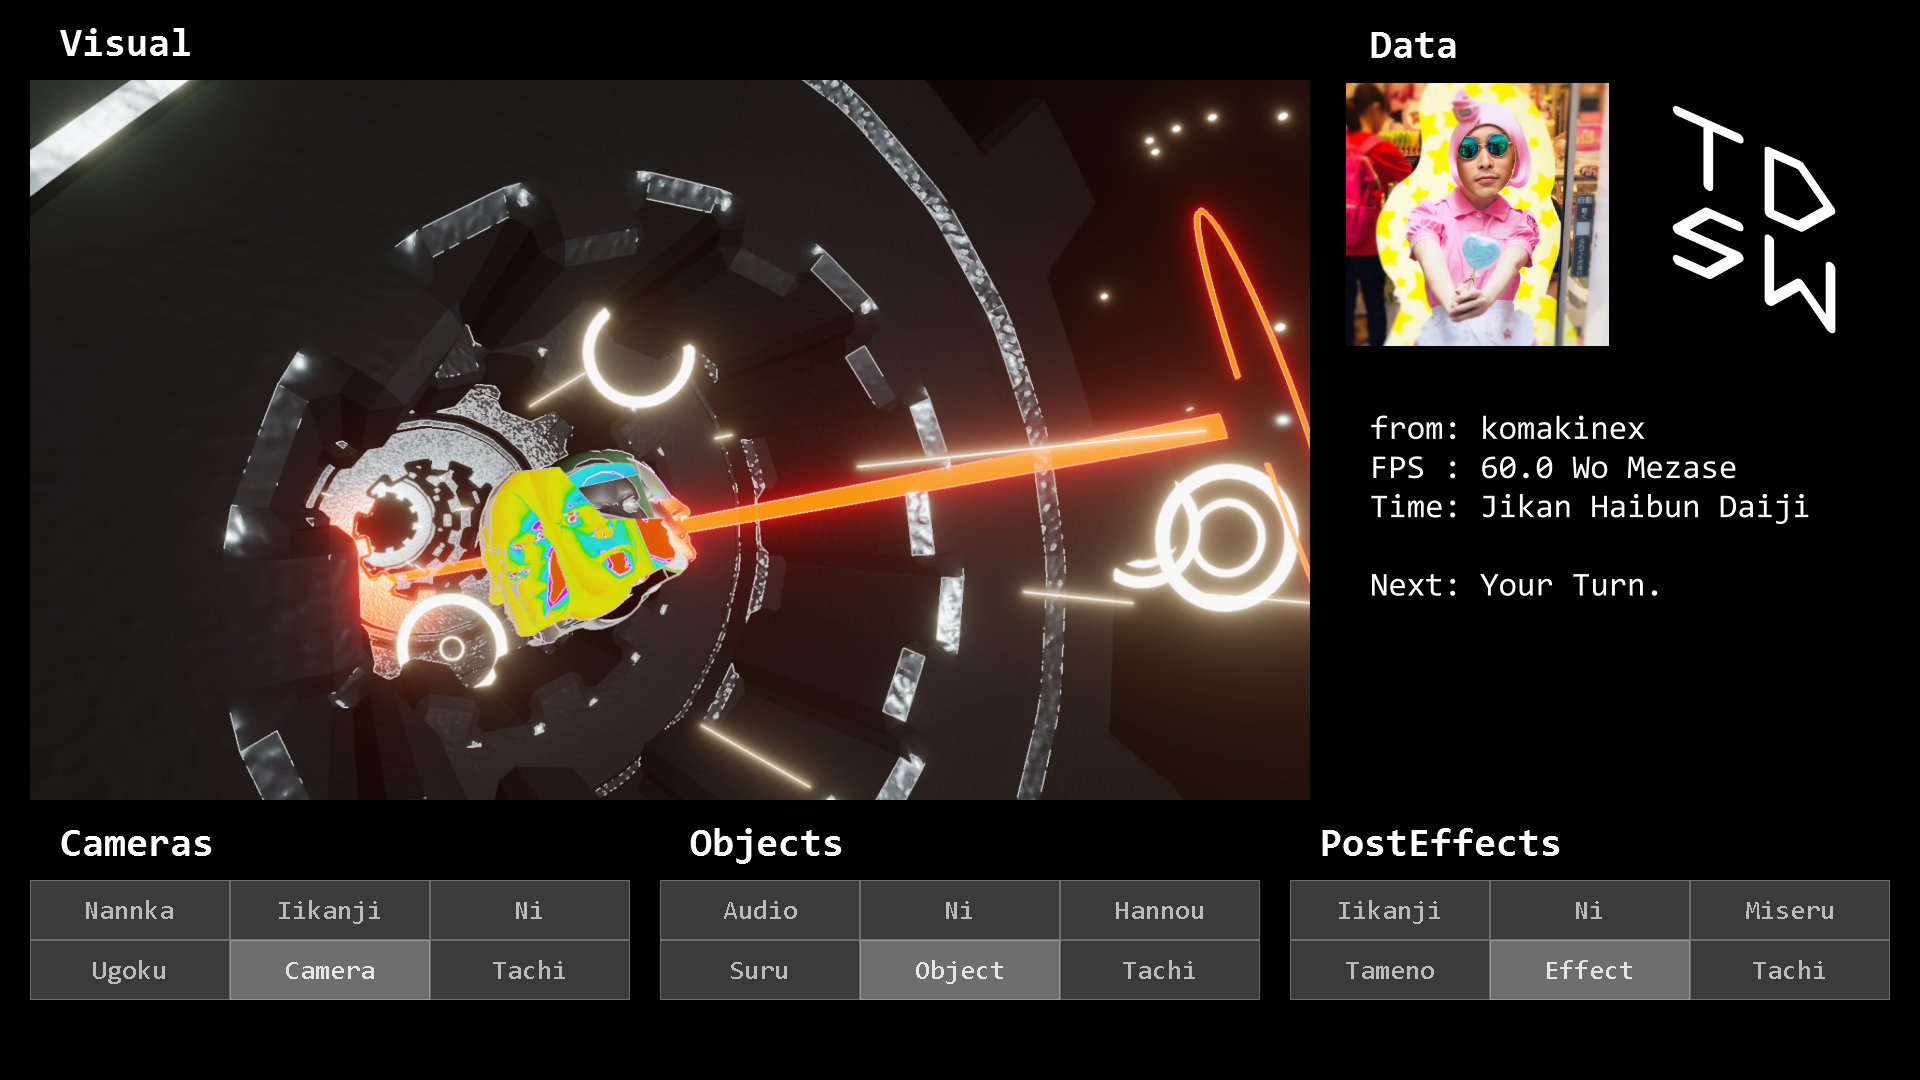 Visual
Data
TDSW
from: komakinex
FPS : 60.0 Wo Mezase
Time: Jikan Haibun Daiji
Next: Your Turn.
Cameras
Nannka Iikanji Ni
Ugoku Camera Tachi
Objects
Audio Ni Hannou
Suru Object Tachi
PostEffects
Iikanji Ni Miseru
Tameno Effect Tachi